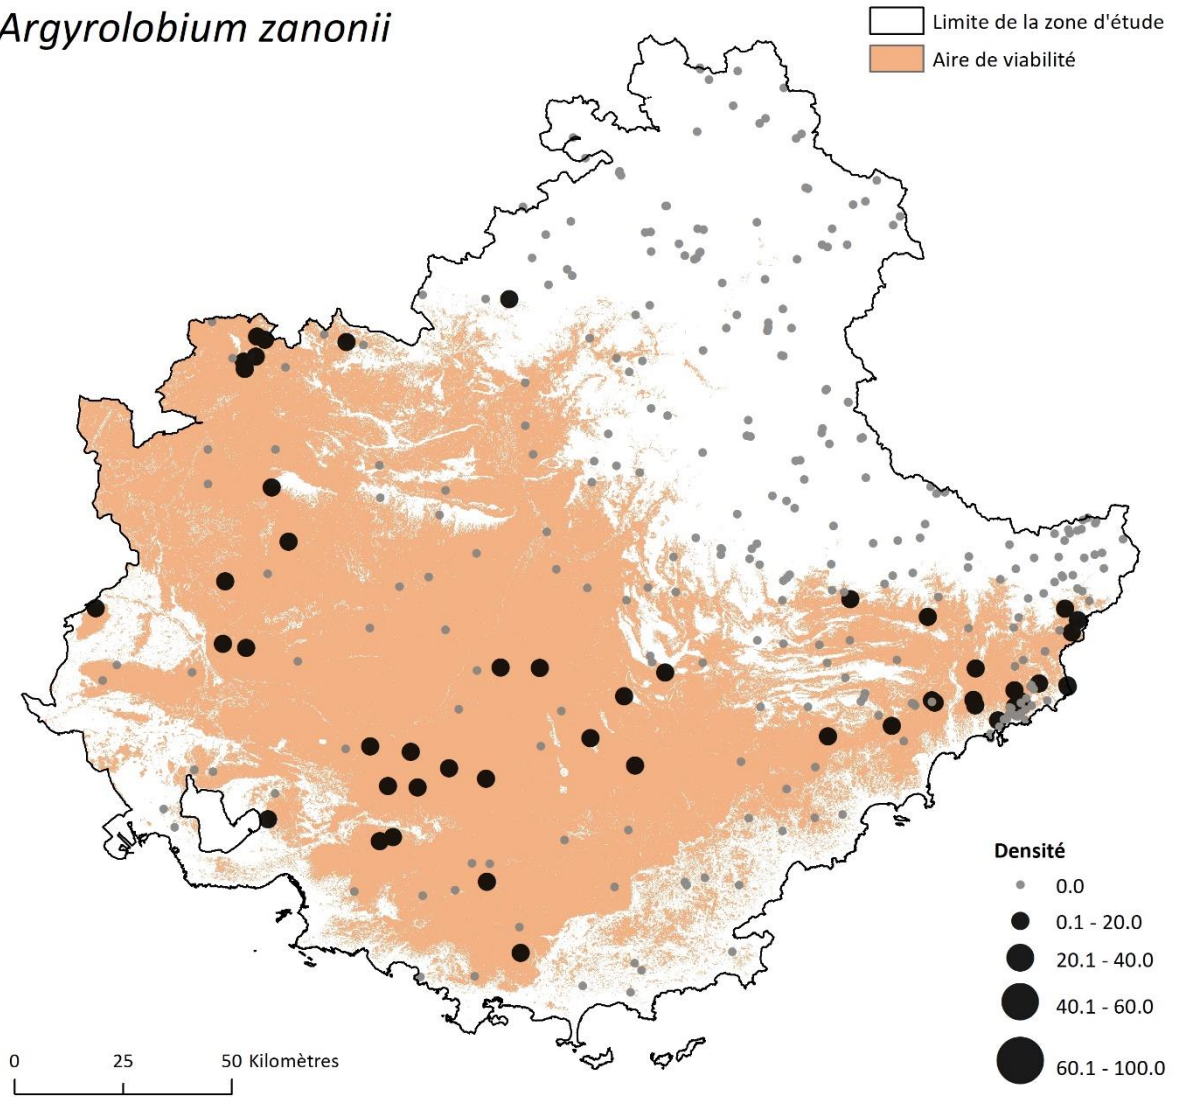 Argyrolobium zanonii
Limite de la zone d'étude
Aire de viabilité
Densité
0.0
0.1 - 20.0
20.1 - 40.0
40.1 - 60.0
60.1 - 100.0
0 25 50 Kilomètres